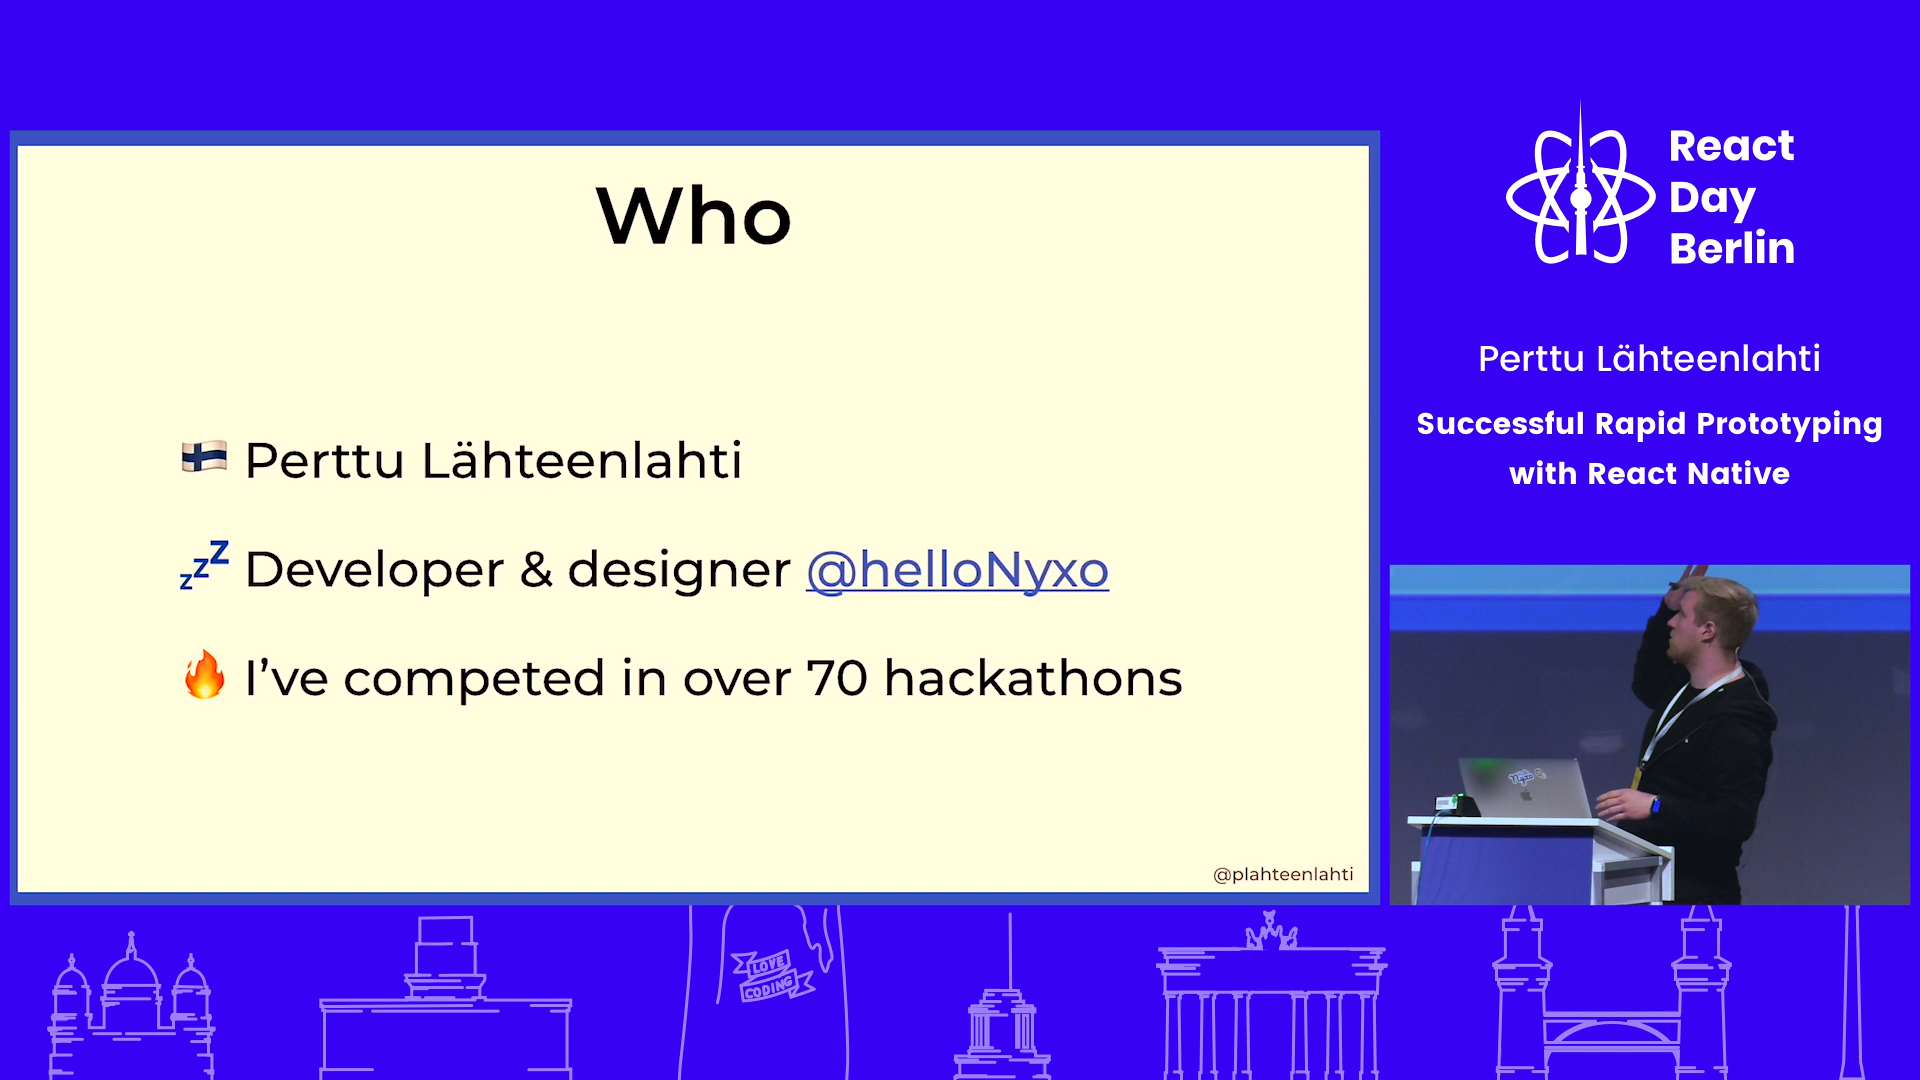 Who
🇫🇮 Perttu Lähteenlahti
💤 Developer & designer @helloNyxo
🔥 I’ve competed in over 70 hackathons
@plahteenlahti
React
Day
Berlin
Perttu Lähteenlahti
Successful Rapid Prototyping
with React Native
LOVE
CODING